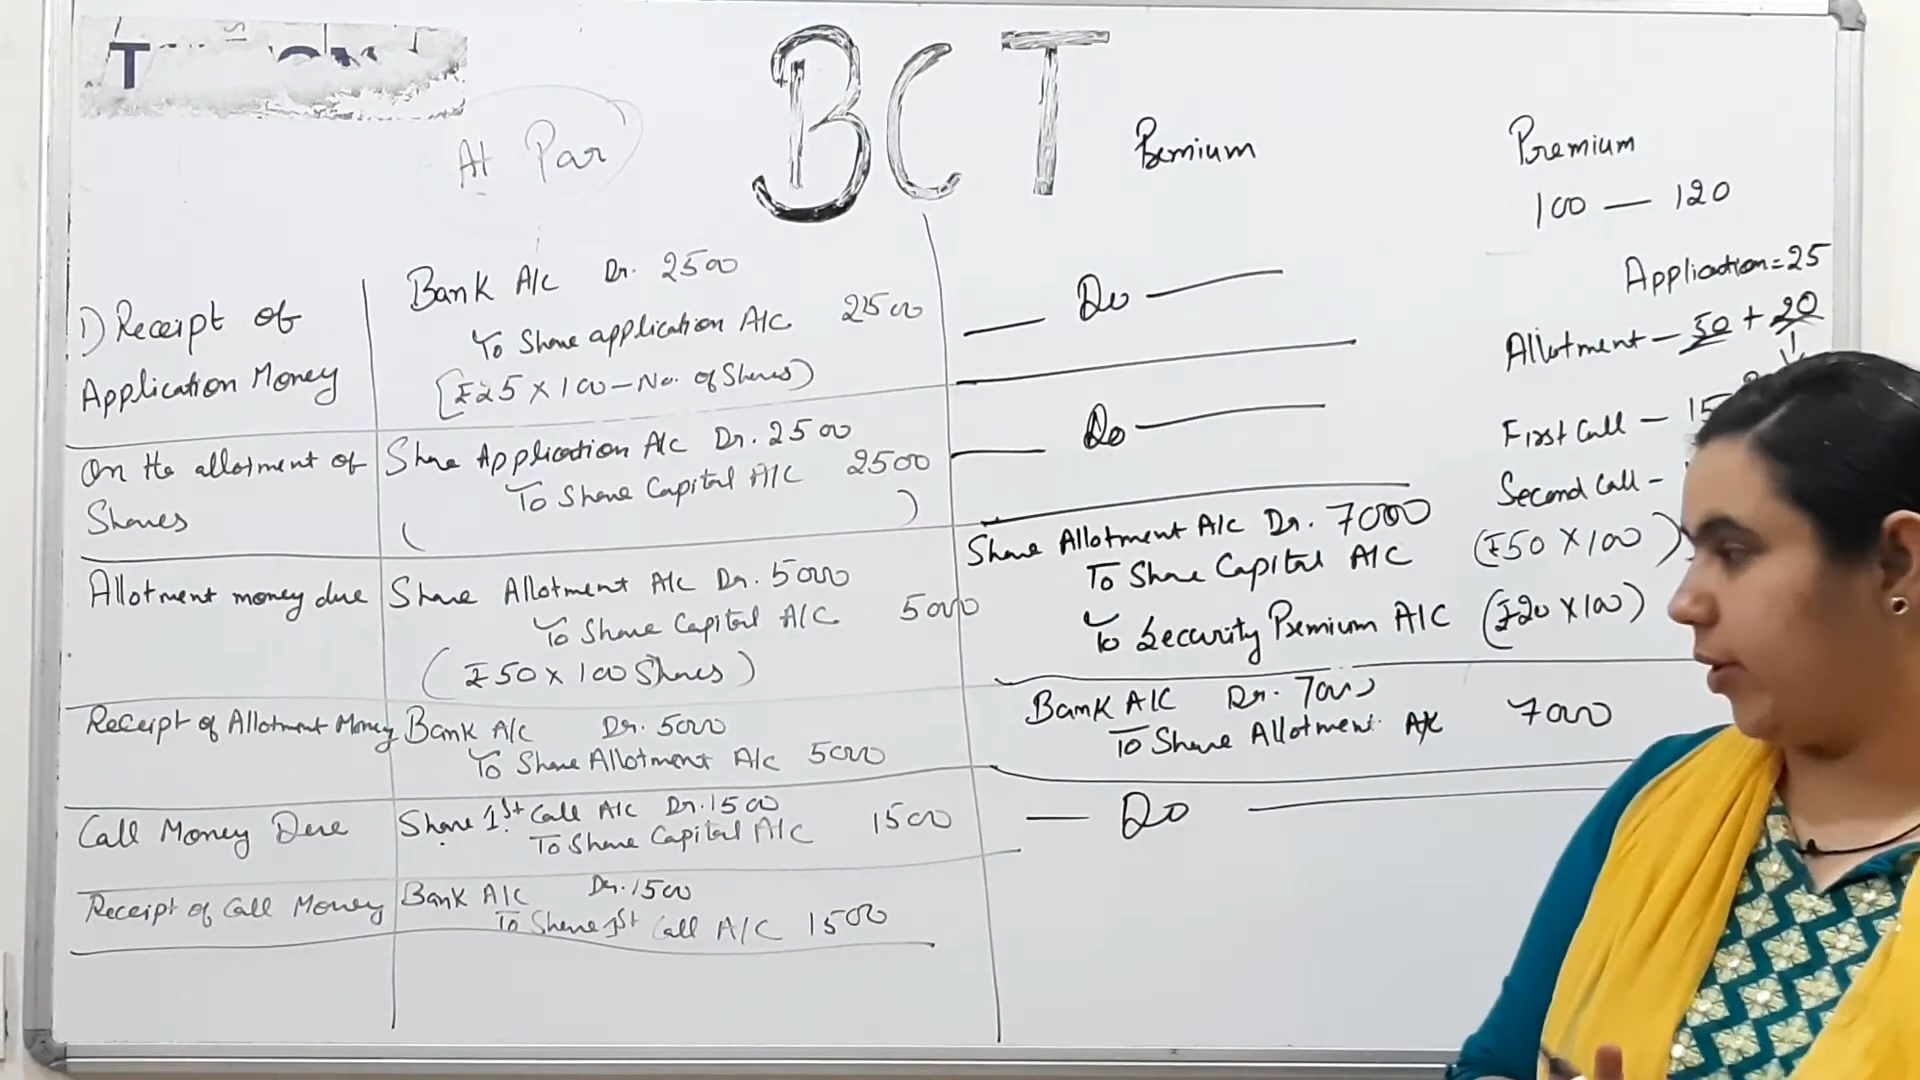 BCT
At Par
Premium
Premium
100 — 120
Application = 25
Allotment — 50 + 20
First Call — 15
Second Call —
1) Receipt of
Application Money
Bank A/c Dr. 2500
To Share application A/c 2500
[₹25 × 100 - No. of Shares)
— Do —
On the allotment of
Shares
Share Application A/c Dr. 2500
To Share Capital A/c 2500
( )
— Do —
Allotment money due
Share Allotment A/c Dr. 5000
To Share Capital A/c 5000
(₹50 × 100 Shares)
Share Allotment A/c Dr. 7000
To Share Capital A/C (₹50 × 100)
To Security Premium A/C (₹20 × 100)
Receipt of Allotment Money
Bank A/c Dr. 5000
To Share Allotment A/c 5000
Bank A/C Dr. 7000
To Share Allotment A/c 7000
Call Money Due
Share 1st Call A/c Dr. 1500
To Share Capital A/c 1500
— Do —
Receipt of Call Money
Bank A/c Dr. 1500
To Share 1st Call A/C 1500